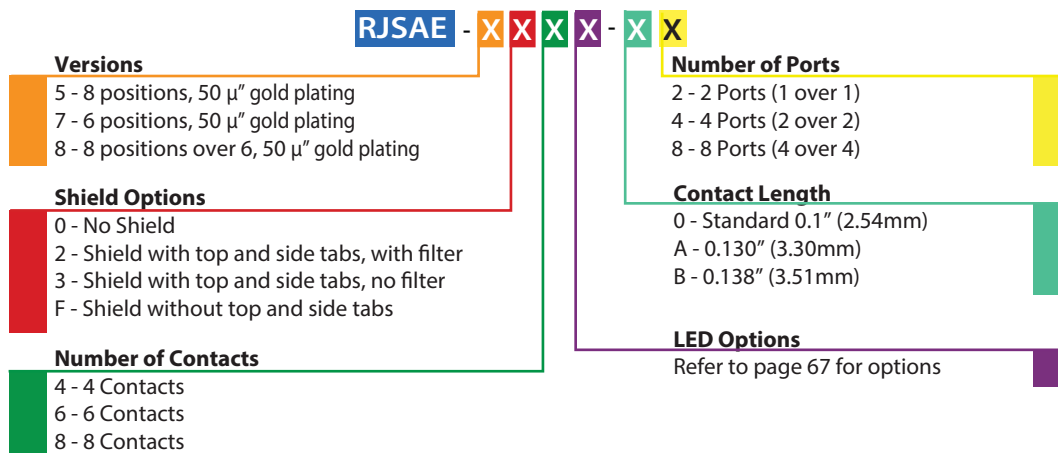 RJSAE - X X X X - X X
Versions
5 - 8 positions, 50 µ” gold plating
7 - 6 positions, 50 µ” gold plating
8 - 8 positions over 6, 50 µ” gold plating
Shield Options
0 - No Shield
2 - Shield with top and side tabs, with filter
3 - Shield with top and side tabs, no filter
F - Shield without top and side tabs
Number of Contacts
4 - 4 Contacts
6 - 6 Contacts
8 - 8 Contacts
Number of Ports
2 - 2 Ports (1 over 1)
4 - 4 Ports (2 over 2)
8 - 8 Ports (4 over 4)
Contact Length
0 - Standard 0.1” (2.54mm)
A - 0.130” (3.30mm)
B - 0.138” (3.51mm)
LED Options
Refer to page 67 for options